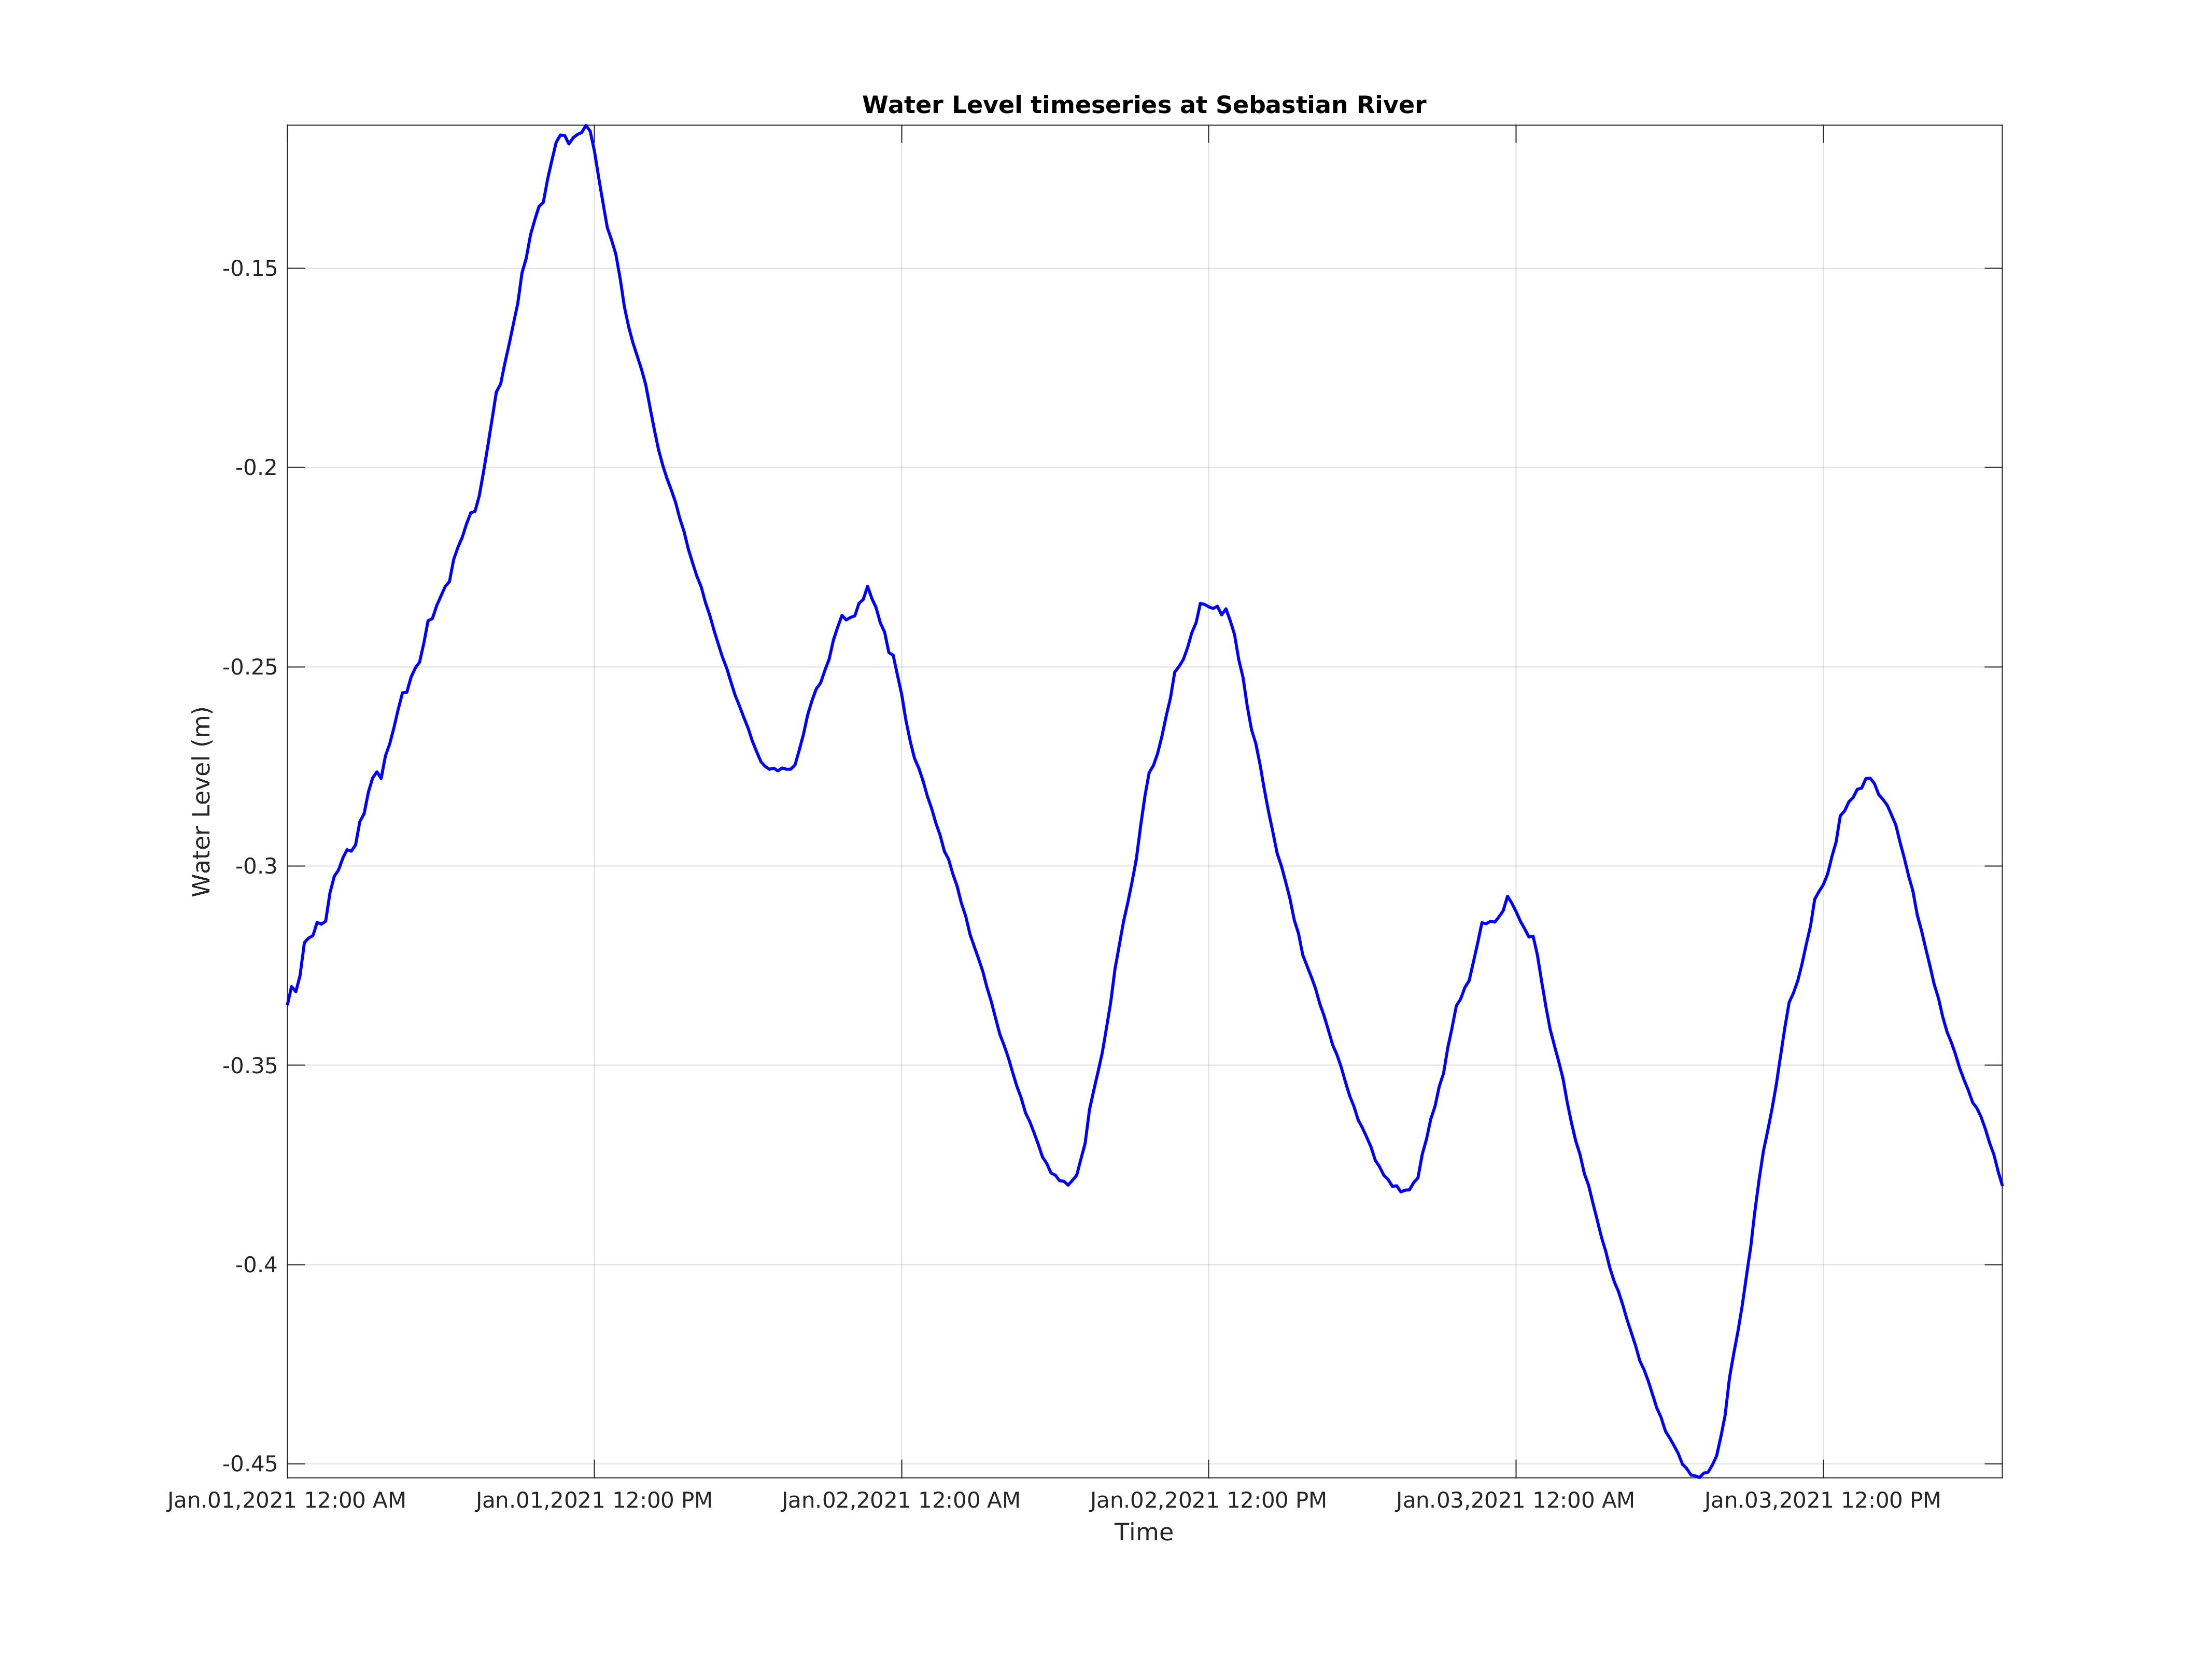 Water Level timeseries at Sebastian River
-0.15
-0.2
-0.25
-0.3
-0.35
-0.4
-0.45
Water Level (m)
Jan.01,2021 12:00 AM
Jan.01,2021 12:00 PM
Jan.02,2021 12:00 AM
Jan.02,2021 12:00 PM
Jan.03,2021 12:00 AM
Jan.03,2021 12:00 PM
Time